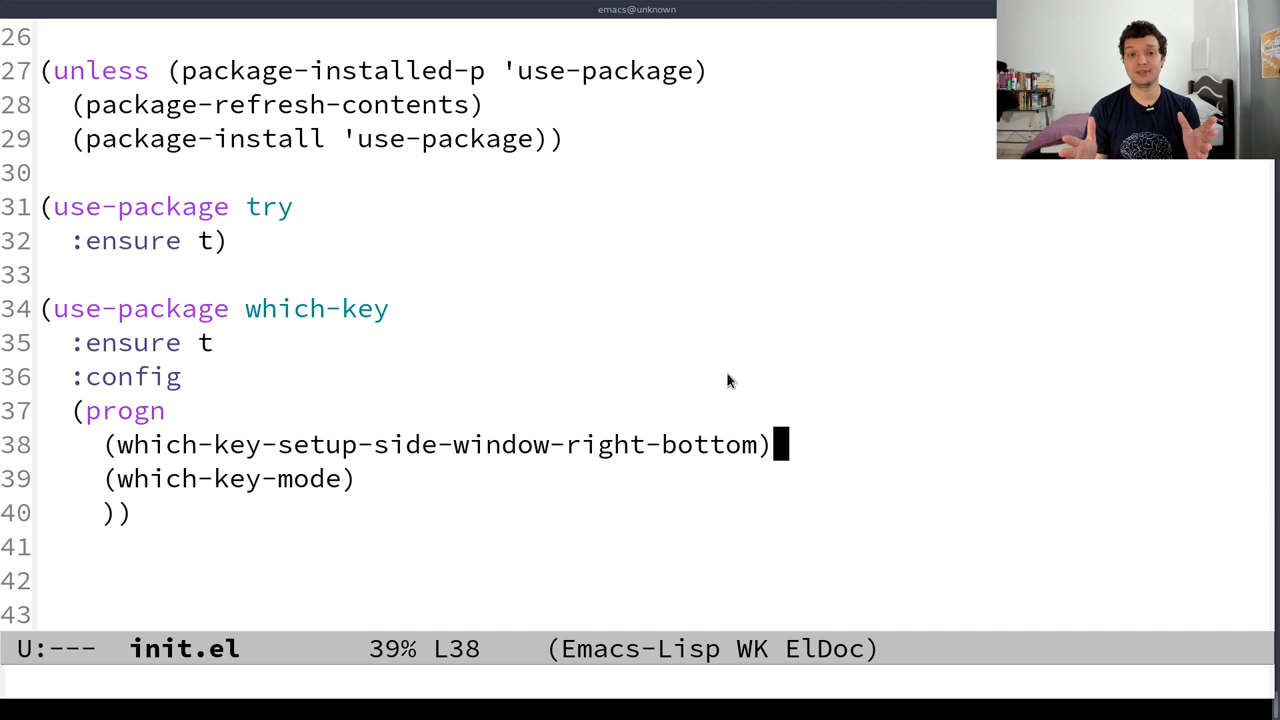 emacs@unknown
26
27 (unless (package-installed-p 'use-package)
28 (package-refresh-contents)
29 (package-install 'use-package))
30
31 (use-package try
32 :ensure t)
33
34 (use-package which-key
35 :ensure t
36 :config
37 (progn
38 (which-key-setup-side-window-right-bottom)
39 (which-key-mode)
40 ))
41
42
43
U:--- init.el 39% L38 (Emacs-Lisp WK ElDoc)